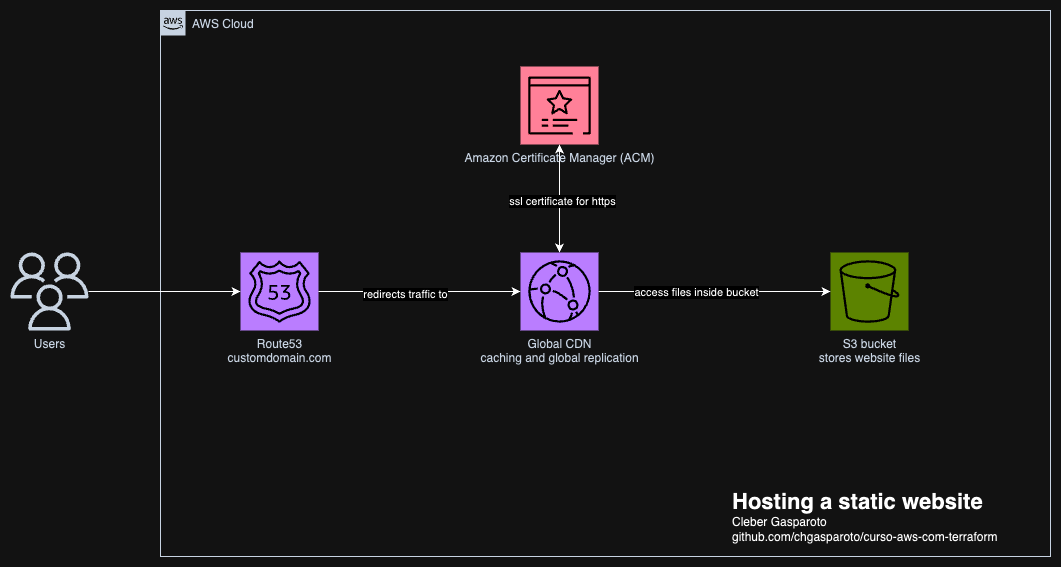 aws
AWS Cloud
Amazon Certificate Manager (ACM)
ssl certificate for https
53
redirects traffic to
access files inside bucket
Users
Route53
customdomain.com
Global CDN
caching and global replication
S3 bucket
stores website files
Hosting a static website
Cleber Gasparoto
github.com/chgasparoto/curso-aws-com-terraform